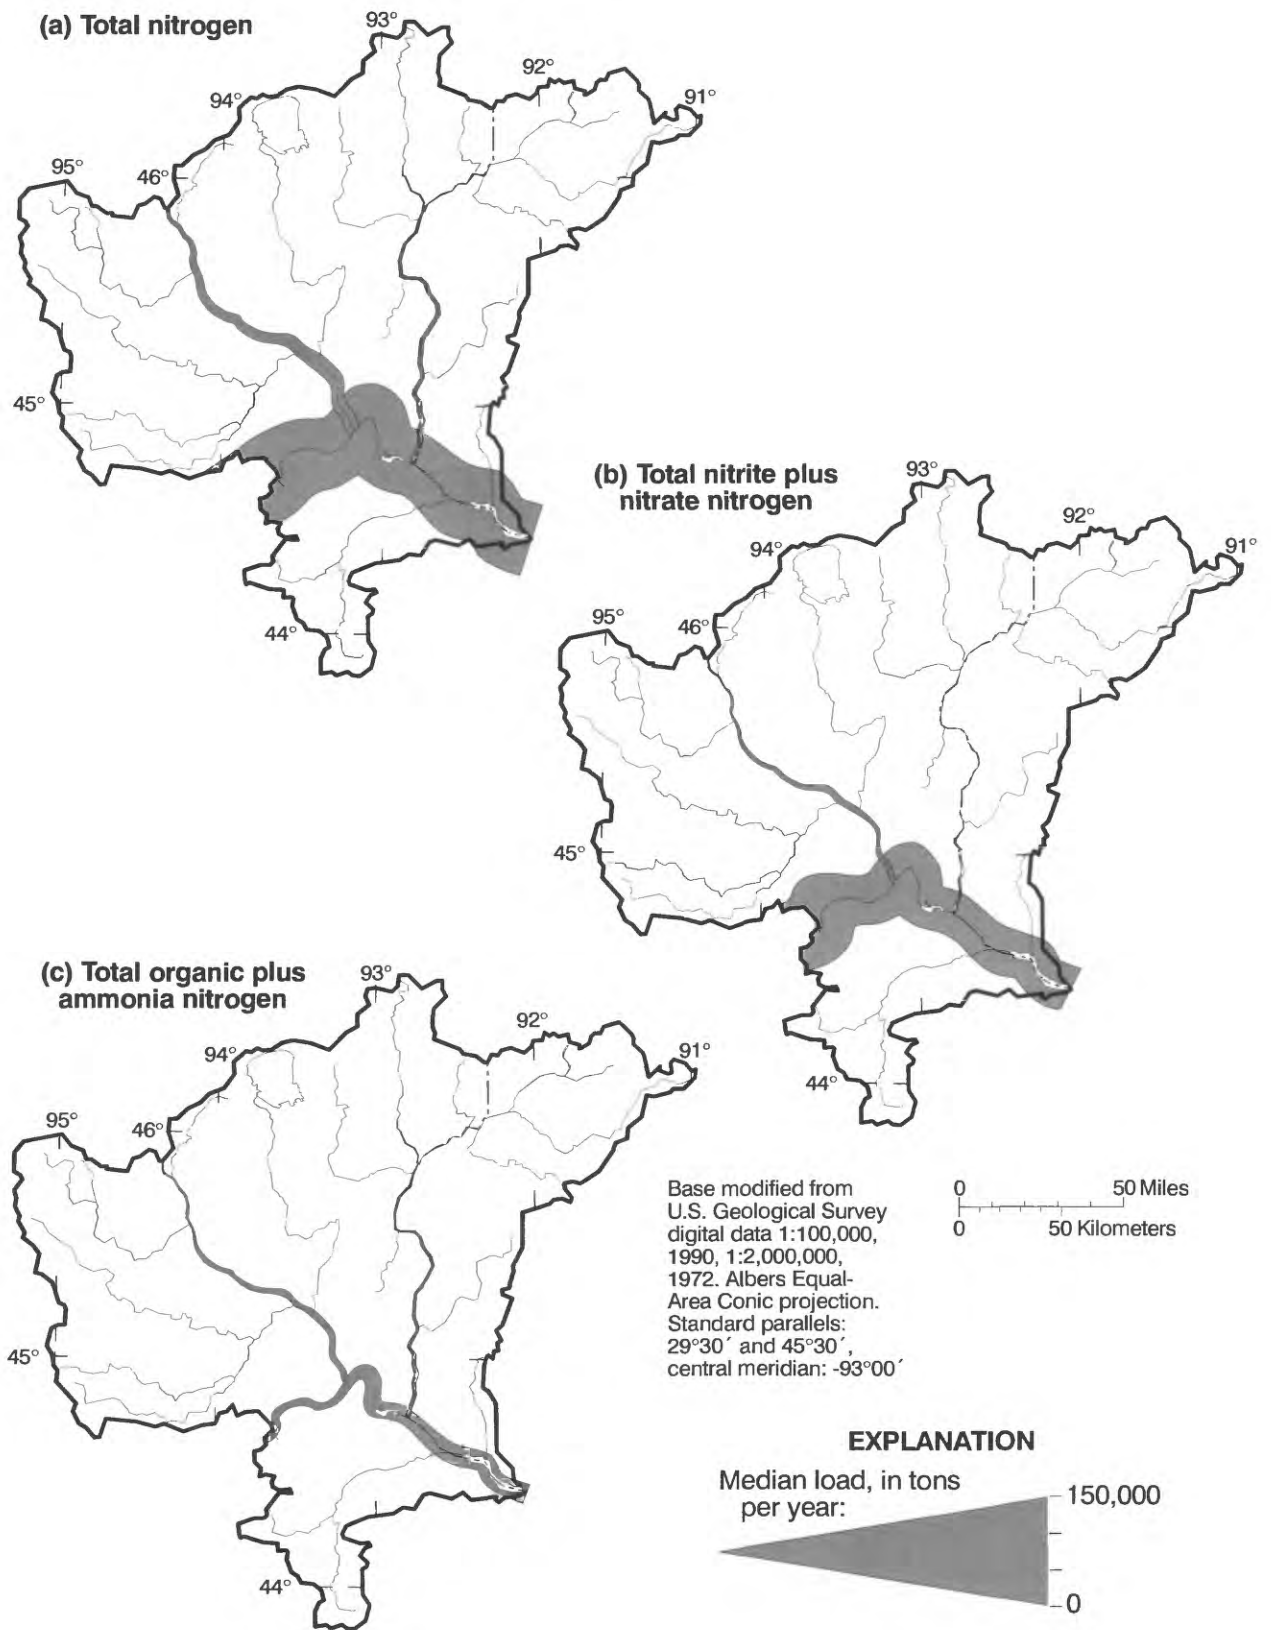 (a) Total nitrogen
93°
92°
91°
94°
95°
46°
45°
44°
(b) Total nitrite plus
nitrate nitrogen
93°
92°
91°
94°
95°
46°
45°
44°
(c) Total organic plus
ammonia nitrogen
93°
92°
91°
94°
95°
46°
45°
44°
Base modified from
U.S. Geological Survey
digital data 1:100,000,
1990, 1:2,000,000,
1972. Albers Equal-
Area Conic projection.
Standard parallels:
29°30´ and 45°30´,
central meridian: -93°00´
0 50 Miles
0 50 Kilometers
EXPLANATION
Median load, in tons
per year:
150,000
0